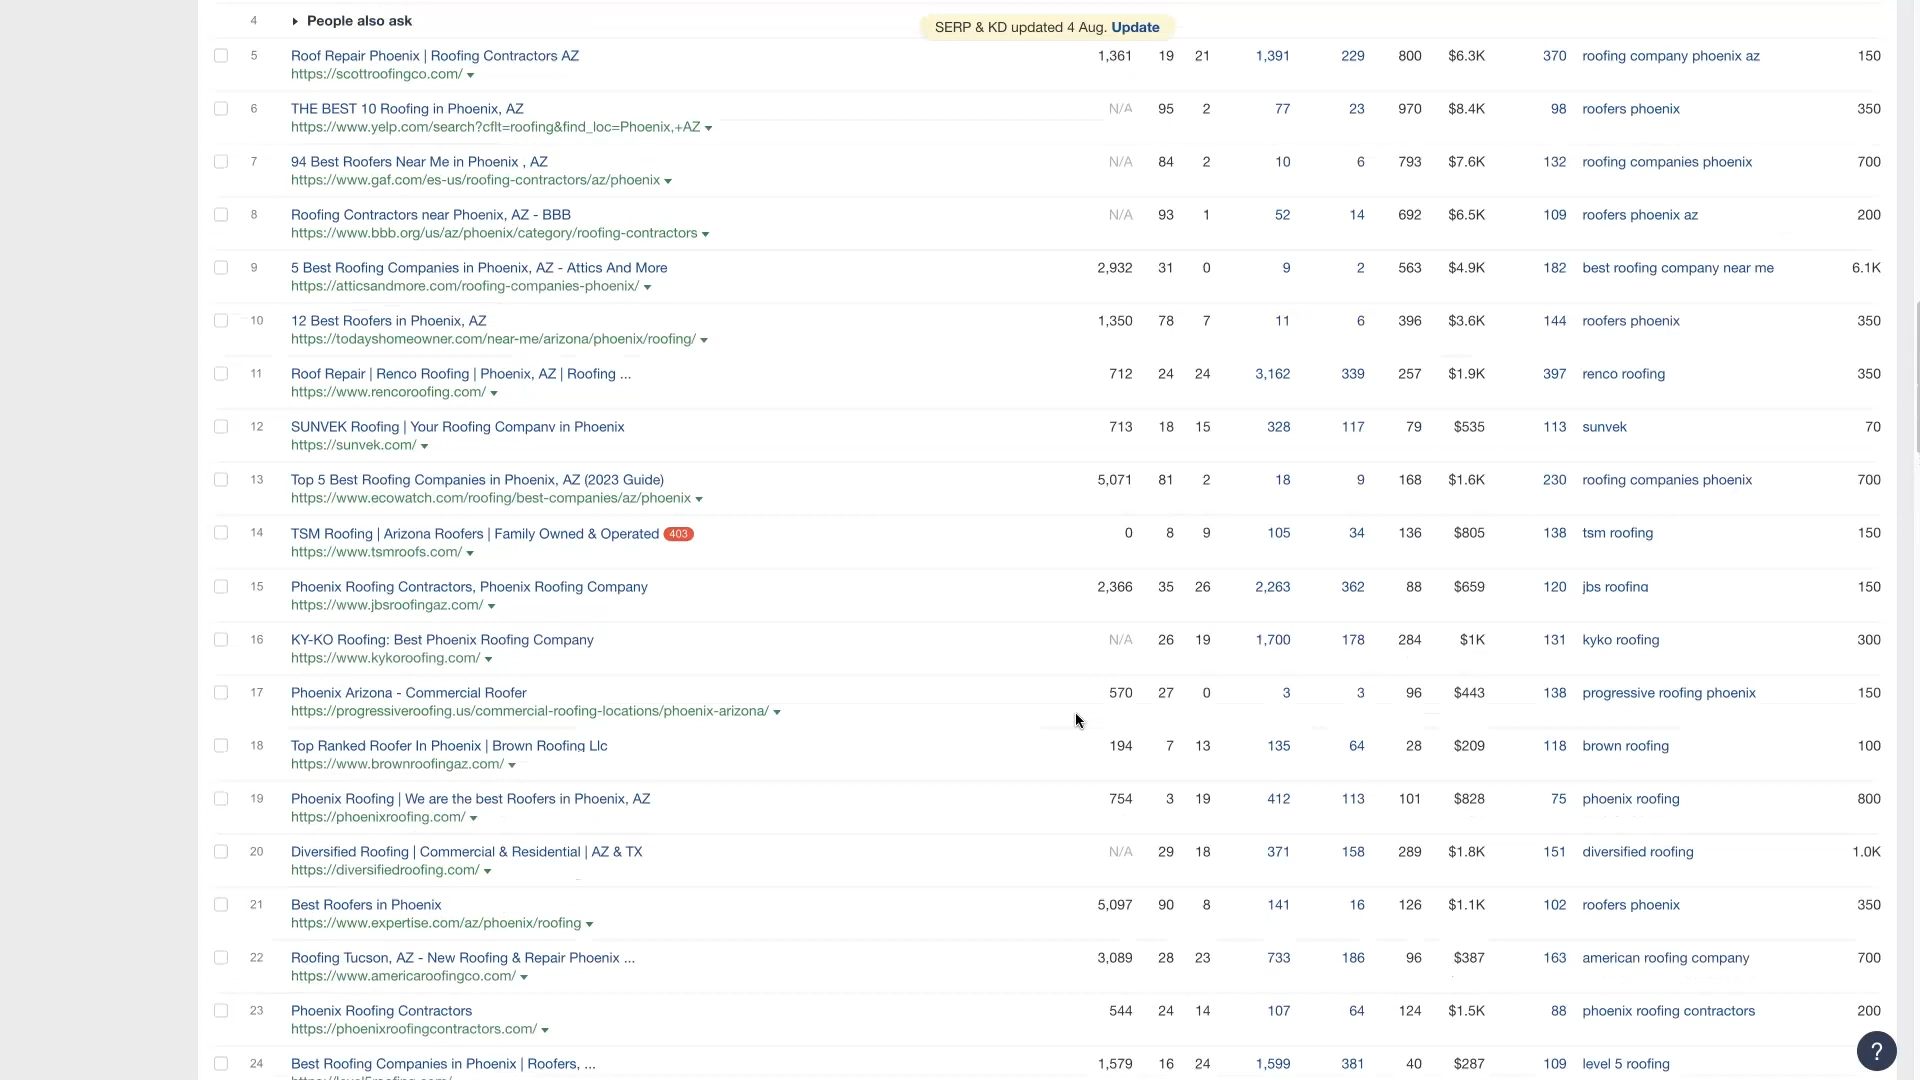 4 People also ask
SERP & KD updated 4 Aug. Update
5 Roof Repair Phoenix | Roofing Contractors AZ 1,361 19 21 1,391 229 800 $6.3K 370 roofing company phoenix az 150
https://scottroofingco.com/
6 THE BEST 10 Roofing in Phoenix, AZ N/A 95 2 77 23 970 $8.4K 98 roofers phoenix 350
https://www.yelp.com/search?cflt=roofing&find_loc=Phoenix,+AZ
7 94 Best Roofers Near Me in Phoenix , AZ N/A 84 2 10 6 793 $7.6K 132 roofing companies phoenix 700
https://www.gaf.com/es-us/roofing-contractors/az/phoenix
8 Roofing Contractors near Phoenix, AZ - BBB N/A 93 1 52 14 692 $6.5K 109 roofers phoenix az 200
https://www.bbb.org/us/az/phoenix/category/roofing-contractors
9 5 Best Roofing Companies in Phoenix, AZ - Attics And More 2,932 31 0 9 2 563 $4.9K 182 best roofing company near me 6.1K
https://atticsandmore.com/roofing-companies-phoenix/
10 12 Best Roofers in Phoenix, AZ 1,350 78 7 11 6 396 $3.6K 144 roofers phoenix 350
https://todayshomeowner.com/near-me/arizona/phoenix/roofing/
11 Roof Repair | Renco Roofing | Phoenix, AZ | Roofing ... 712 24 24 3,162 339 257 $1.9K 397 renco roofing 350
https://www.rencoroofing.com/
12 SUNVEK Roofing | Your Roofing Company in Phoenix 713 18 15 328 117 79 $535 113 sunvek 70
https://sunvek.com/
13 Top 5 Best Roofing Companies in Phoenix, AZ (2023 Guide) 5,071 81 2 18 9 168 $1.6K 230 roofing companies phoenix 700
https://www.ecowatch.com/roofing/best-companies/az/phoenix
14 TSM Roofing | Arizona Roofers | Family Owned & Operated 403 0 8 9 105 34 136 $805 138 tsm roofing 150
https://www.tsmroofs.com/
15 Phoenix Roofing Contractors, Phoenix Roofing Company 2,366 35 26 2,263 362 88 $659 120 jbs roofing 150
https://www.jbsroofingaz.com/
16 KY-KO Roofing: Best Phoenix Roofing Company N/A 26 19 1,700 178 284 $1K 131 kyko roofing 300
https://www.kykoroofing.com/
17 Phoenix Arizona - Commercial Roofer 570 27 0 3 3 96 $443 138 progressive roofing phoenix 150
https://progressiveroofing.us/commercial-roofing-locations/phoenix-arizona/
18 Top Ranked Roofer In Phoenix | Brown Roofing Llc 194 7 13 135 64 28 $209 118 brown roofing 100
https://www.brownroofingaz.com/
19 Phoenix Roofing | We are the best Roofers in Phoenix, AZ 754 3 19 412 113 101 $828 75 phoenix roofing 800
https://phoenixroofing.com/
20 Diversified Roofing | Commercial & Residential | AZ & TX N/A 29 18 371 158 289 $1.8K 151 diversified roofing 1.0K
https://diversifiedroofing.com/
21 Best Roofers in Phoenix 5,097 90 8 141 16 126 $1.1K 102 roofers phoenix 350
https://www.expertise.com/az/phoenix/roofing
22 Roofing Tucson, AZ - New Roofing & Repair Phoenix ... 3,089 28 23 733 186 96 $387 163 american roofing company 700
https://www.americaroofingco.com/
23 Phoenix Roofing Contractors 544 24 14 107 64 124 $1.5K 88 phoenix roofing contractors 200
https://phoenixroofingcontractors.com/
24 Best Roofing Companies in Phoenix | Roofers, ... 1,579 16 24 1,599 381 40 $287 109 level 5 roofing
?